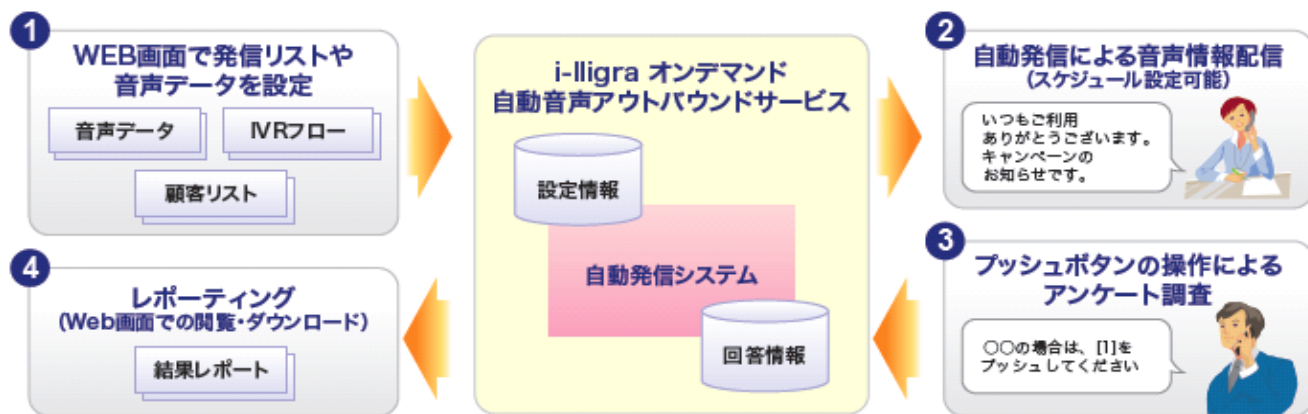 1
WEB画面で発信リストや
音声データを設定
音声データ
IVRフロー
顧客リスト
i-lligra オンデマンド
自動音声アウトバウンドサービス
設定情報
自動発信システム
回答情報
2
自動発信による音声情報配信
(スケジュール設定可能)
いつもご利用
ありがとうございます。
キャンペーンの
お知らせです。
3
プッシュボタンの操作による
アンケート調査
○○の場合は、[1]を
プッシュしてください
4
レポーティング
(Web画面での閲覧・ダウンロード)
結果レポート